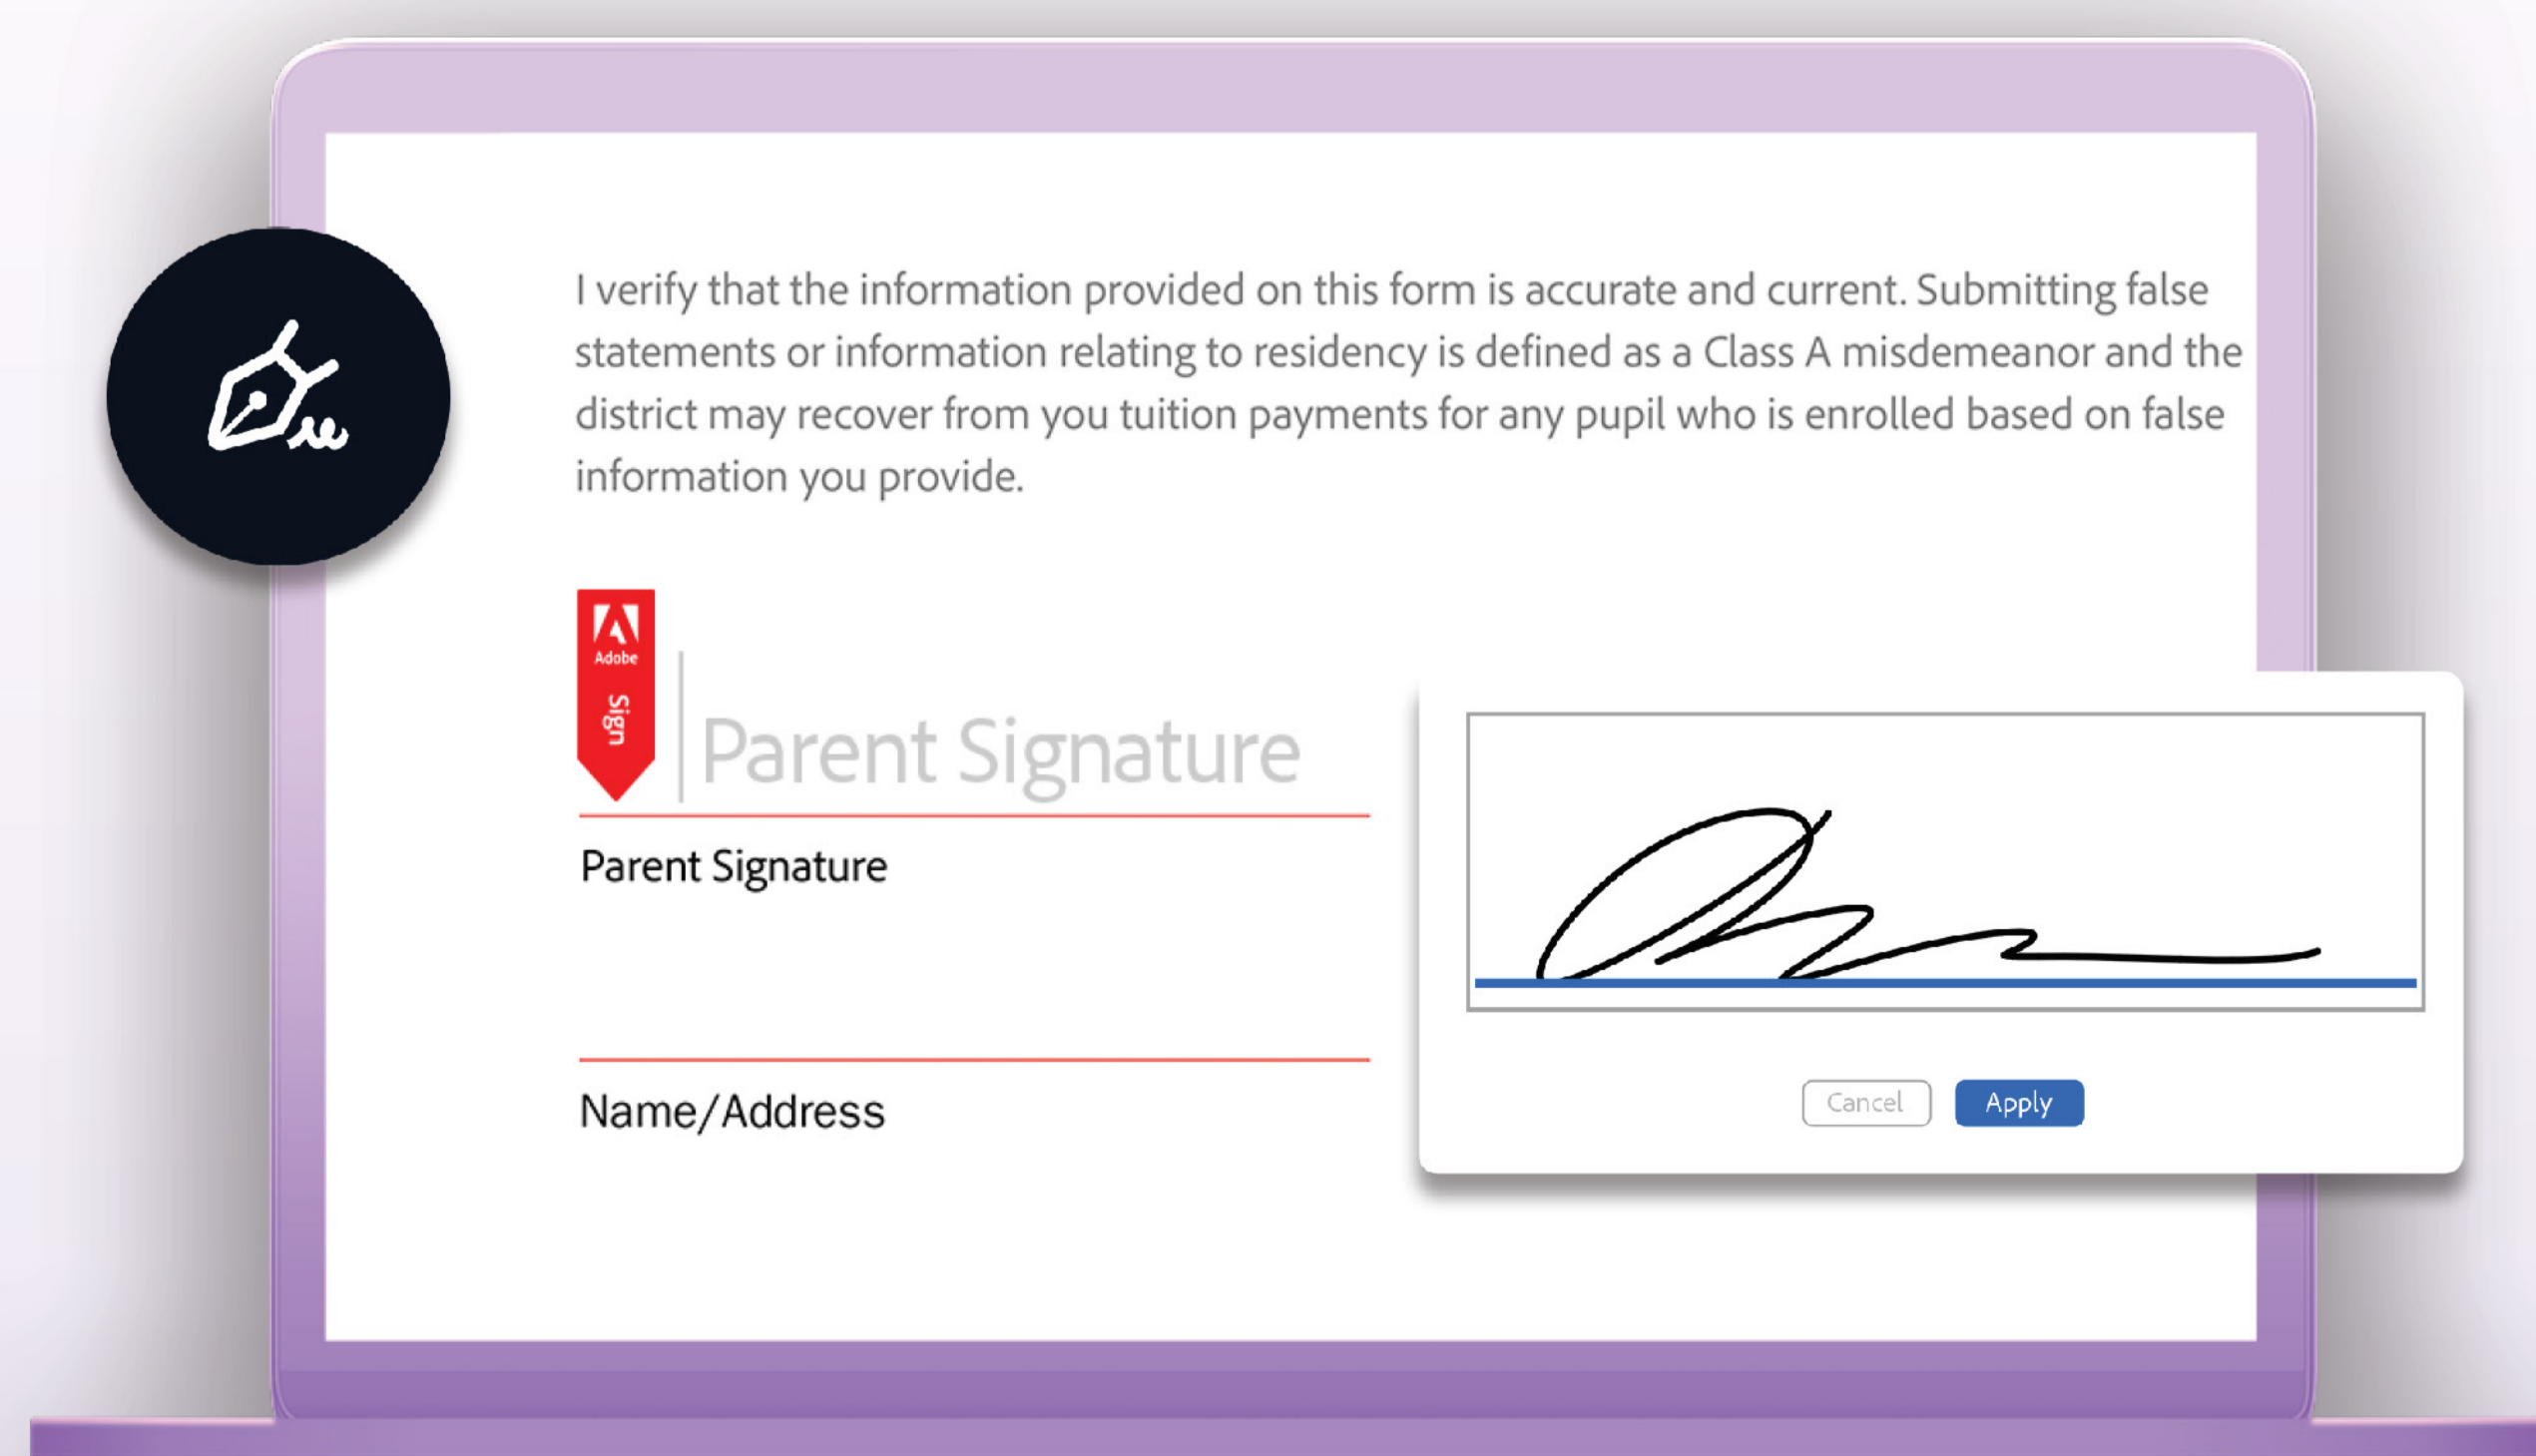 I verify that the information provided on this form is accurate and current. Submitting false
statements or information relating to residency is defined as a Class A misdemeanor and the
district may recover from you tuition payments for any pupil who is enrolled based on false
information you provide.
Adobe
Sign
Parent Signature
Parent Signature
Name/Address
Cancel
Apply